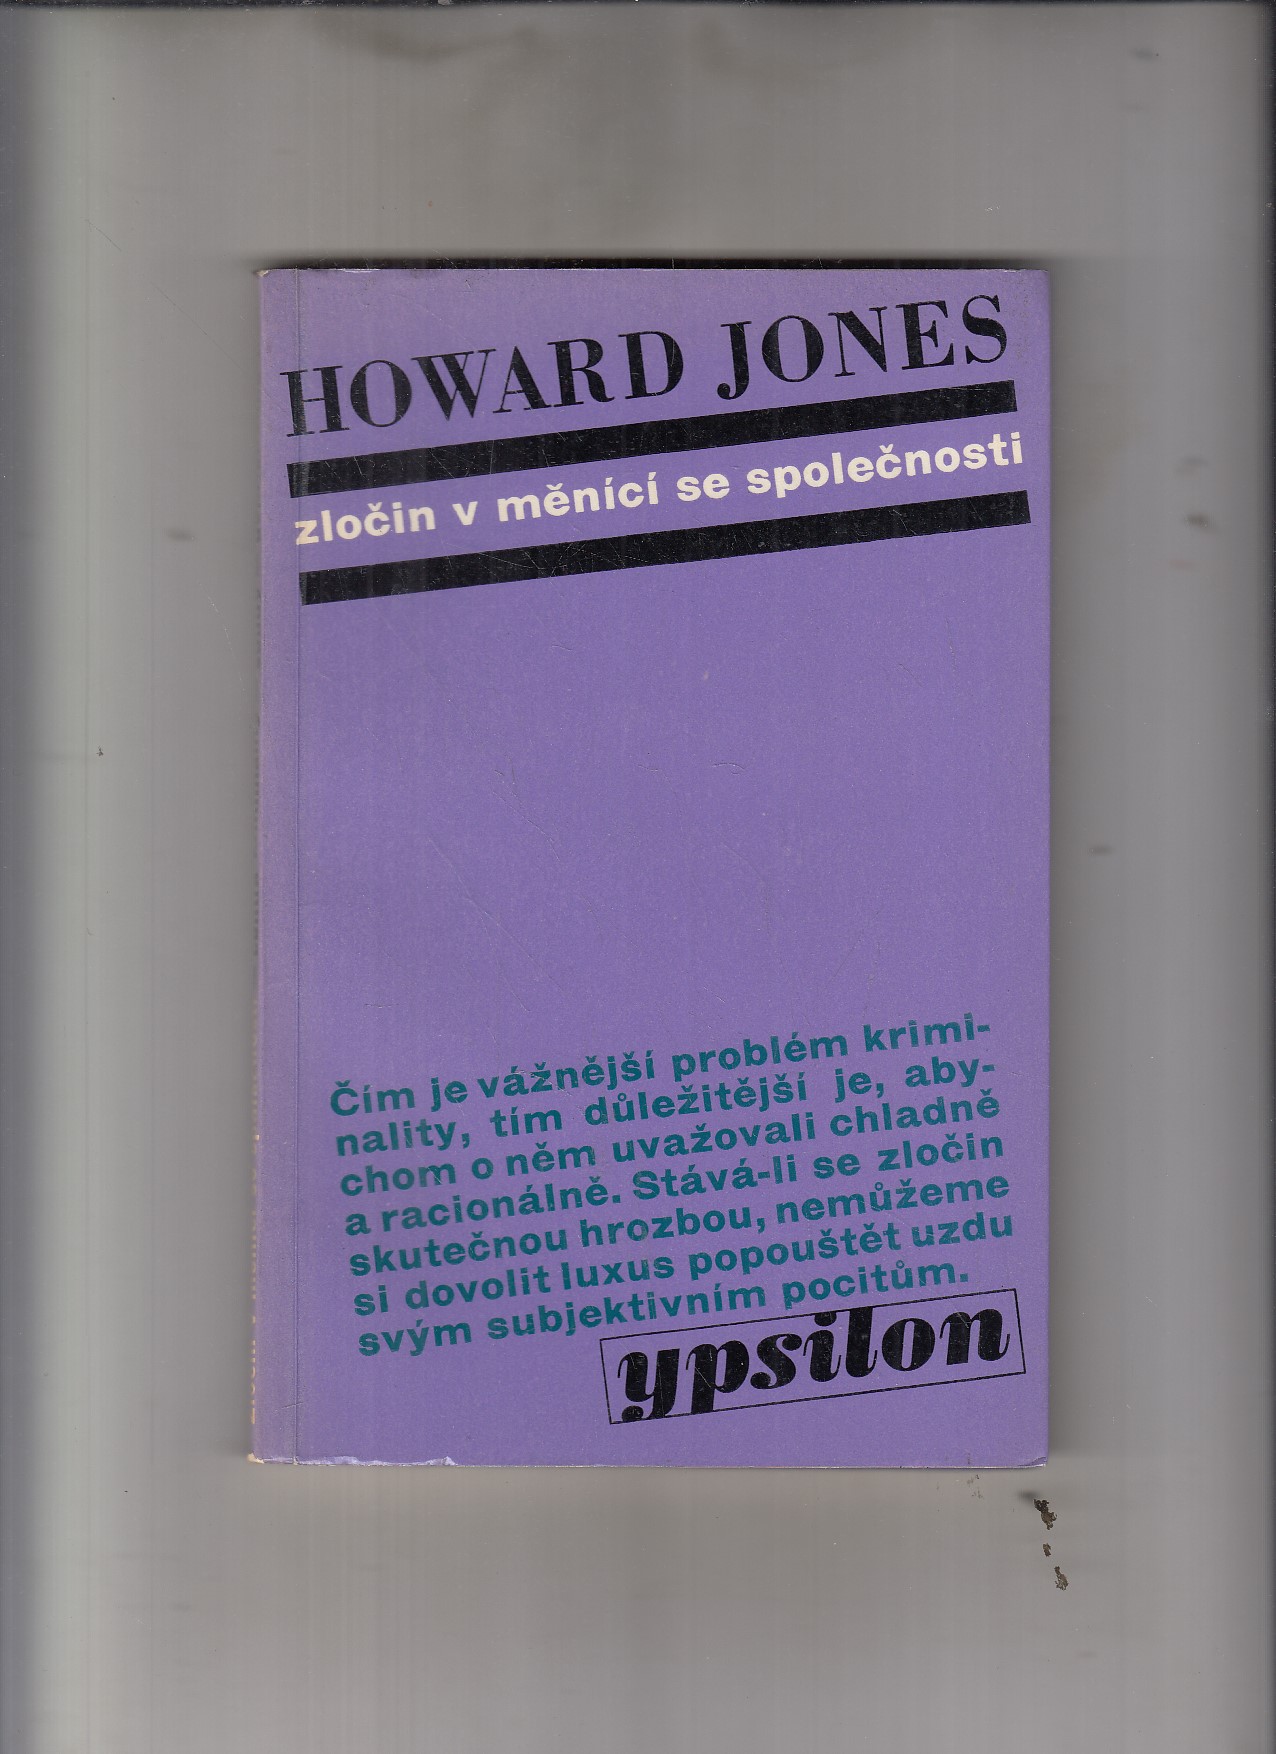 HOWARD JONES
zločin v měnící se společnosti
Čím je vážnější problém krimi-
nality, tím důležitější je, aby-
chom o něm uvažovali chladně
a racionálně. Stává-li se zločin
skutečnou hrozbou, nemůžeme
si dovolit luxus popouštět uzdu
svým subjektivním pocitům.
ypsilon